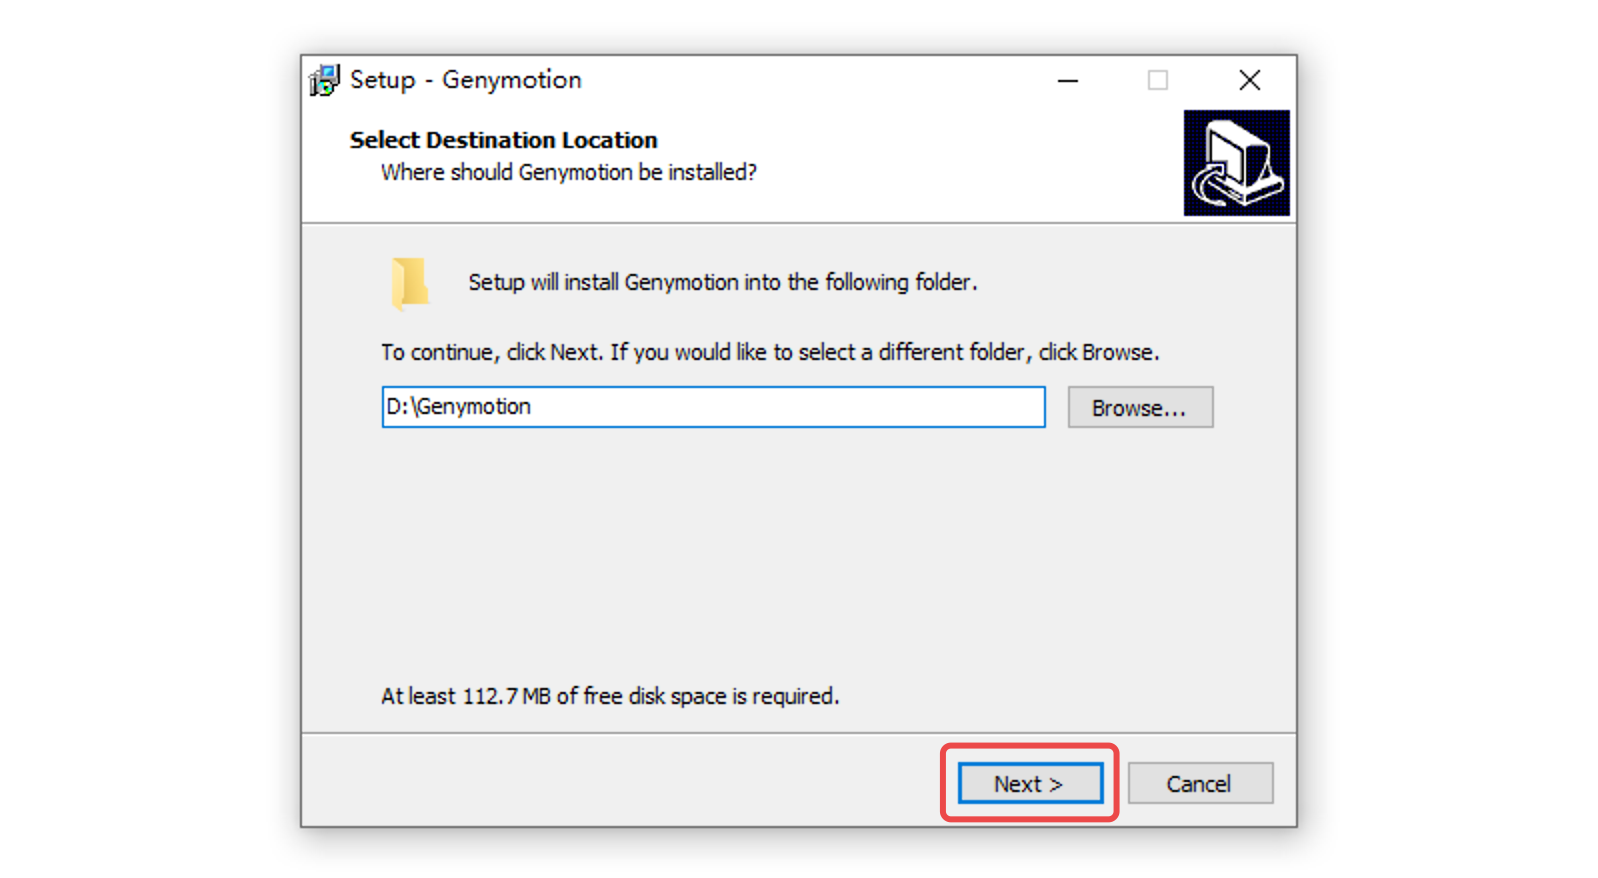 Setup - Genymotion
Select Destination Location
Where should Genymotion be installed?
Setup will install Genymotion into the following folder.
To continue, click Next. If you would like to select a different folder, click Browse.
D:\Genymotion
Browse...
At least 112.7 MB of free disk space is required.
Next >
Cancel